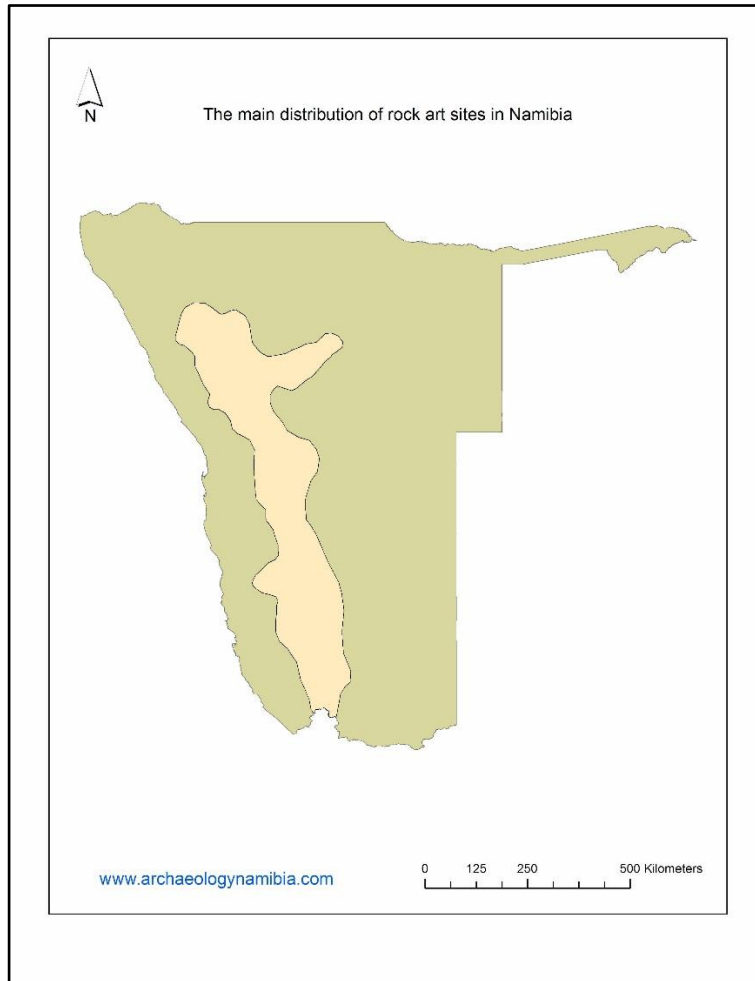 N
The main distribution of rock art sites in Namibia
www.archaeologynamibia.com
0 125 250 500 Kilometers